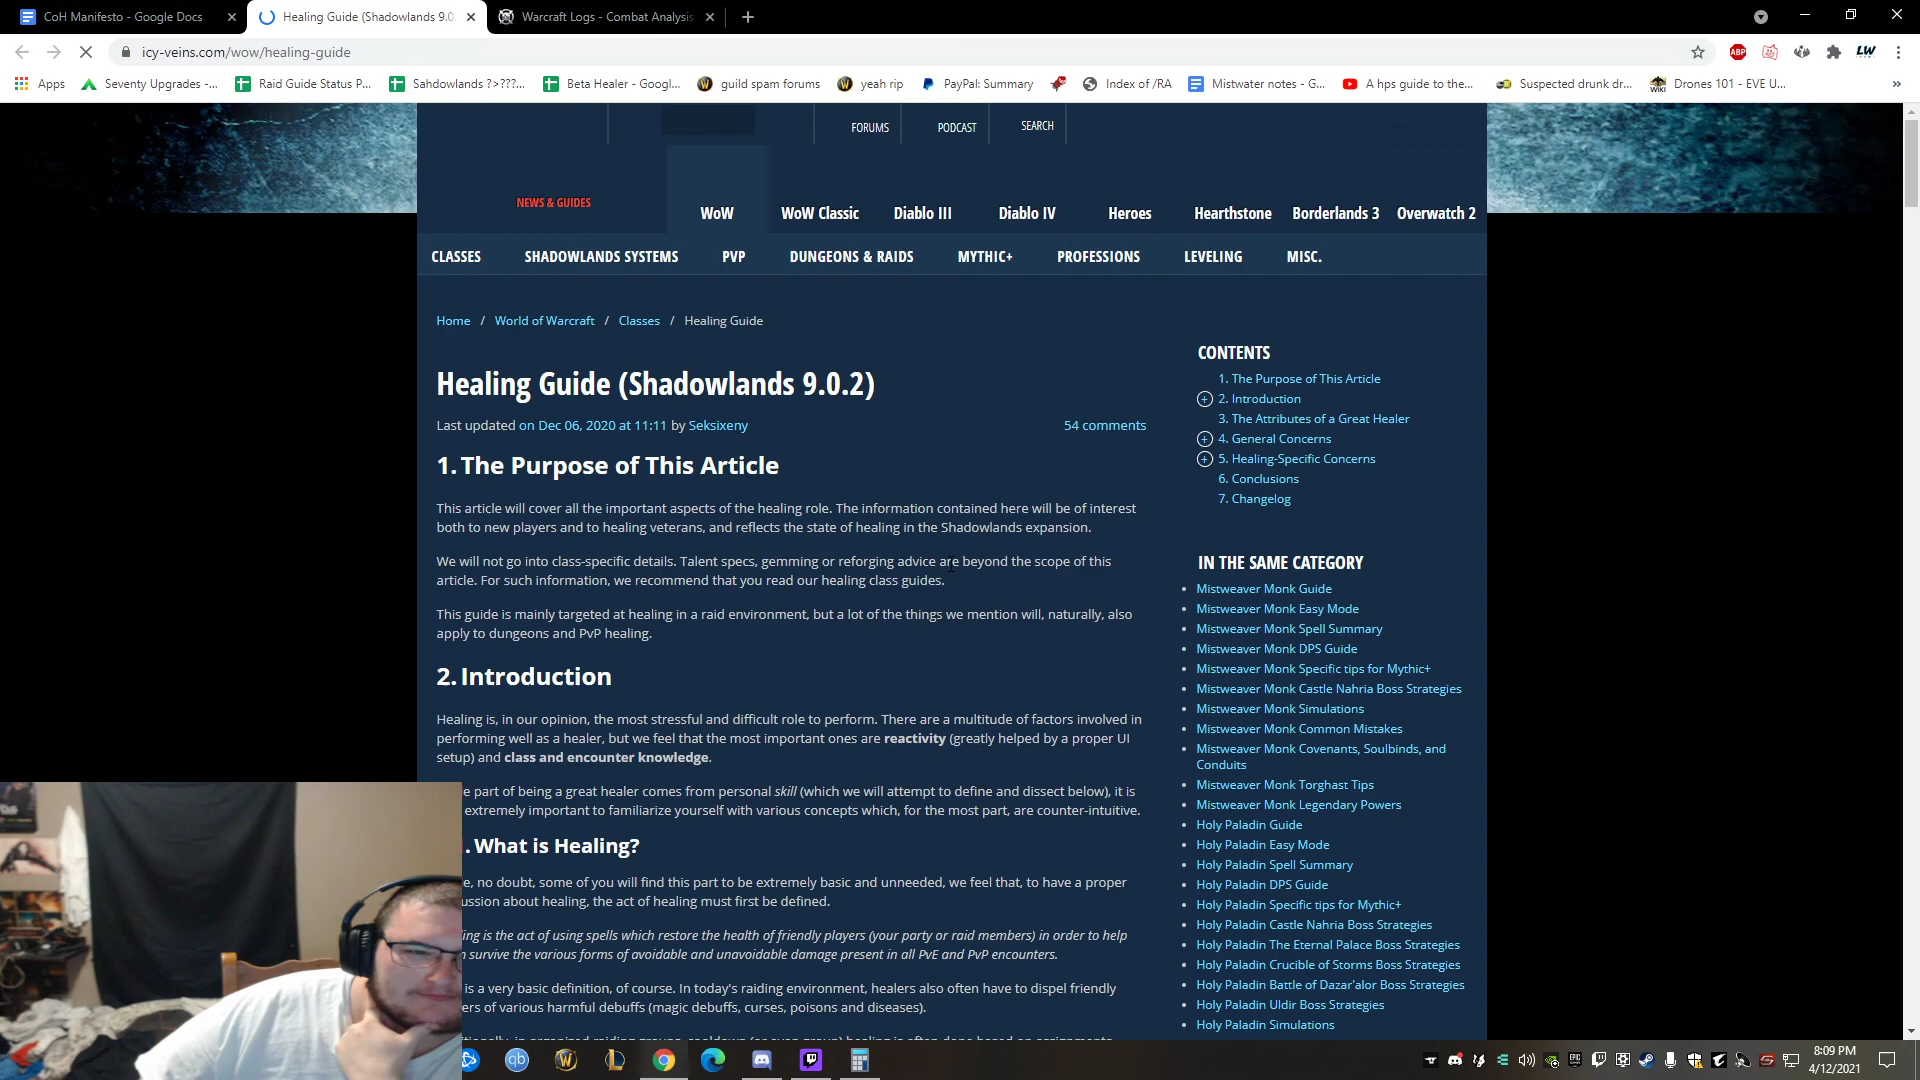 CoH Manifesto - Google Docs
Healing Guide (Shadowlands 9.0.
Warcraft Logs - Combat Analysis
icy-veins.com/wow/healing-guide
ABP
LW
Apps
Seventy Upgrades -...
Raid Guide Status P...
Sahdowlands ?>???...
Beta Healer - Googl...
guild spam forums
yeah rip
PayPal: Summary
Index of /RA
Mistwater notes - G...
A hps guide to the...
Suspected drunk dr...
Drones 101 - EVE U...
FORUMS
PODCAST
SEARCH
NEWS & GUIDES
WoW
WoW Classic
Diablo III
Diablo IV
Heroes
Hearthstone
Borderlands 3
Overwatch 2
CLASSES
SHADOWLANDS SYSTEMS
PVP
DUNGEONS & RAIDS
MYTHIC+
PROFESSIONS
LEVELING
MISC.
Home / World of Warcraft / Classes / Healing Guide
Healing Guide (Shadowlands 9.0.2)
Last updated on Dec 06, 2020 at 11:11 by Seksixeny
54 comments
1. The Purpose of This Article
This article will cover all the important aspects of the healing role. The information contained here will be of interest
both to new players and to healing veterans, and reflects the state of healing in the Shadowlands expansion.
We will not go into class-specific details. Talent specs, gemming or reforging advice are beyond the scope of this
article. For such information, we recommend that you read our healing class guides.
This guide is mainly targeted at healing in a raid environment, but a lot of the things we mention will, naturally, also
apply to dungeons and PvP healing.
2. Introduction
Healing is, in our opinion, the most stressful and difficult role to perform. There are a multitude of factors involved in
performing well as a healer, but we feel that the most important ones are reactivity (greatly helped by a proper UI
setup) and class and encounter knowledge.
part of being a great healer comes from personal skill (which we will attempt to define and dissect below), it is
extremely important to familiarize yourself with various concepts which, for the most part, are counter-intuitive.
. What is Healing?
e, no doubt, some of you will find this part to be extremely basic and unneeded, we feel that, to have a proper
ussion about healing, the act of healing must first be defined.
ing is the act of using spells which restore the health of friendly players (your party or raid members) in order to help
survive the various forms of avoidable and unavoidable damage present in all PvE and PvP encounters.
is a very basic definition, of course. In today's raiding environment, healers also often have to dispel friendly
ers of various harmful debuffs (magic debuffs, curses, poisons and diseases).
CONTENTS
1. The Purpose of This Article
2. Introduction
3. The Attributes of a Great Healer
4. General Concerns
5. Healing-Specific Concerns
6. Conclusions
7. Changelog
IN THE SAME CATEGORY
Mistweaver Monk Guide
Mistweaver Monk Easy Mode
Mistweaver Monk Spell Summary
Mistweaver Monk DPS Guide
Mistweaver Monk Specific tips for Mythic+
Mistweaver Monk Castle Nahria Boss Strategies
Mistweaver Monk Simulations
Mistweaver Monk Common Mistakes
Mistweaver Monk Covenants, Soulbinds, and
Conduits
Mistweaver Monk Torghast Tips
Mistweaver Monk Legendary Powers
Holy Paladin Guide
Holy Paladin Easy Mode
Holy Paladin Spell Summary
Holy Paladin DPS Guide
Holy Paladin Specific tips for Mythic+
Holy Paladin Castle Nahria Boss Strategies
Holy Paladin The Eternal Palace Boss Strategies
Holy Paladin Crucible of Storms Boss Strategies
Holy Paladin Battle of Dazar'alor Boss Strategies
Holy Paladin Uldir Boss Strategies
Holy Paladin Simulations
8:09 PM
4/12/2021